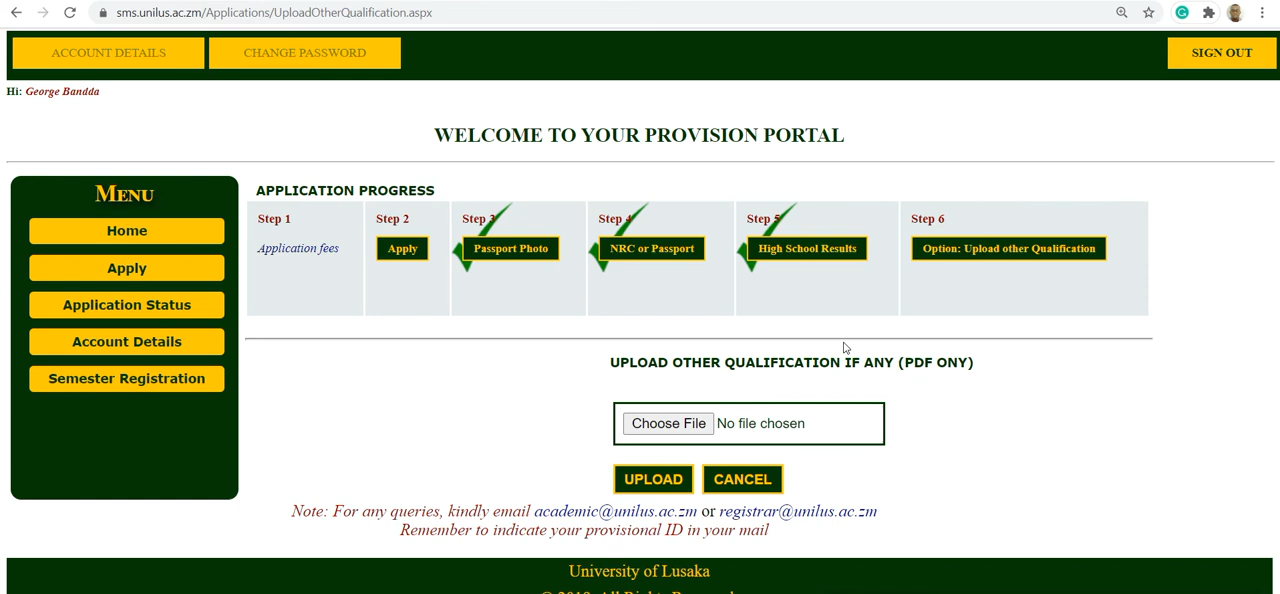 sms.unilus.ac.zm/Applications/UploadOtherQualification.aspx
ACCOUNT DETAILS CHANGE PASSWORD SIGN OUT
Hi: George Bandda
WELCOME TO YOUR PROVISION PORTAL
MENU
Home
Apply
Application Status
Account Details
Semester Registration
APPLICATION PROGRESS
Step 1 Step 2 Step 3 Step 4 Step 5 Step 6
Application fees Apply Passport Photo NRC or Passport High School Results Option: Upload other Qualification
UPLOAD OTHER QUALIFICATION IF ANY (PDF ONY)
Choose File No file chosen
UPLOAD CANCEL
Note: For any queries, kindly email academic@unilus.ac.zm or registrar@unilus.ac.zm
Remember to indicate your provisional ID in your mail
University of Lusaka